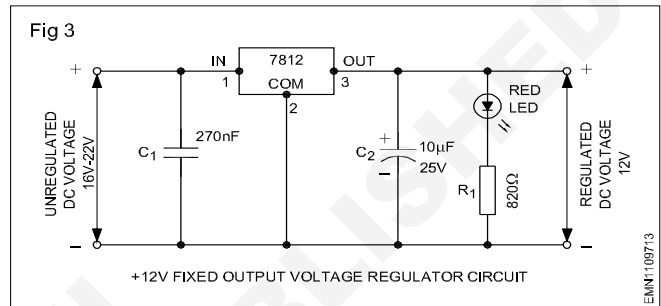 Fig 3
IN
7812
OUT
1
COM
3
2
+
+
UNREGULATED
DC VOLTAGE
16V-22V
C1
270nF
+
C2
10µF
25V
–
RED
LED
R1
820Ω
REGULATED
DC VOLTAGE
12V
–
–
+12V FIXED OUTPUT VOLTAGE REGULATOR CIRCUIT
EMN1109713